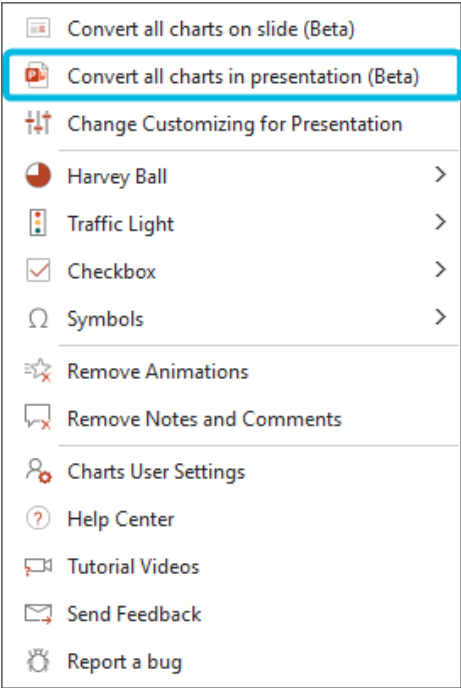 Convert all charts on slide (Beta)
Convert all charts in presentation (Beta)
Change Customizing for Presentation
Harvey Ball
Traffic Light
Checkbox
Ω Symbols
Remove Animations
Remove Notes and Comments
Charts User Settings
? Help Center
Tutorial Videos
Send Feedback
Report a bug